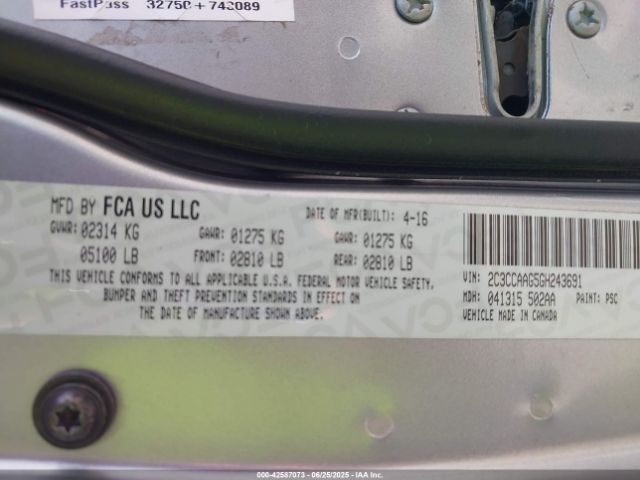 FastPass 32750+743089
MFD BY FCA US LLC DATE OF MFR(BUILT): 4-16
GVWR: 02314 KG GAWR: 01275 KG GAWR: 01275 KG
05100 LB FRONT: 02810 LB REAR: 02810 LB
THIS VEHICLE CONFORMS TO ALL APPLICABLE U.S.A. FEDERAL MOTOR VEHICLE SAFETY,
BUMPER AND THEFT PREVENTION STANDARDS IN EFFECT ON
THE DATE OF MANUFACTURE SHOWN ABOVE.
VIN: 2C3CCAAG5GH243691
MDH: 041315 502AA PAINT: PSC
VEHICLE MADE IN CANADA
000-42587073 - 06/25/2025 - COPYRIGHT IAA, LLC.